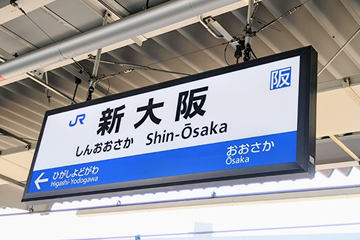 JR 新大阪 阪
しんおおさか Shin-Ōsaka
ひがしよどがわ おおさか
Higashi-Yodogawa Ōsaka